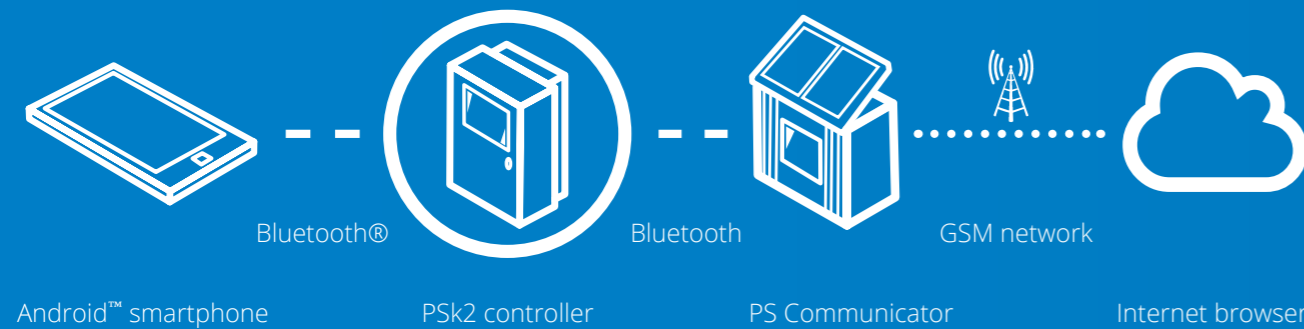 Bluetooth®
Bluetooth
GSM network
Android™ smartphone
PSk2 controller
PS Communicator
Internet browser